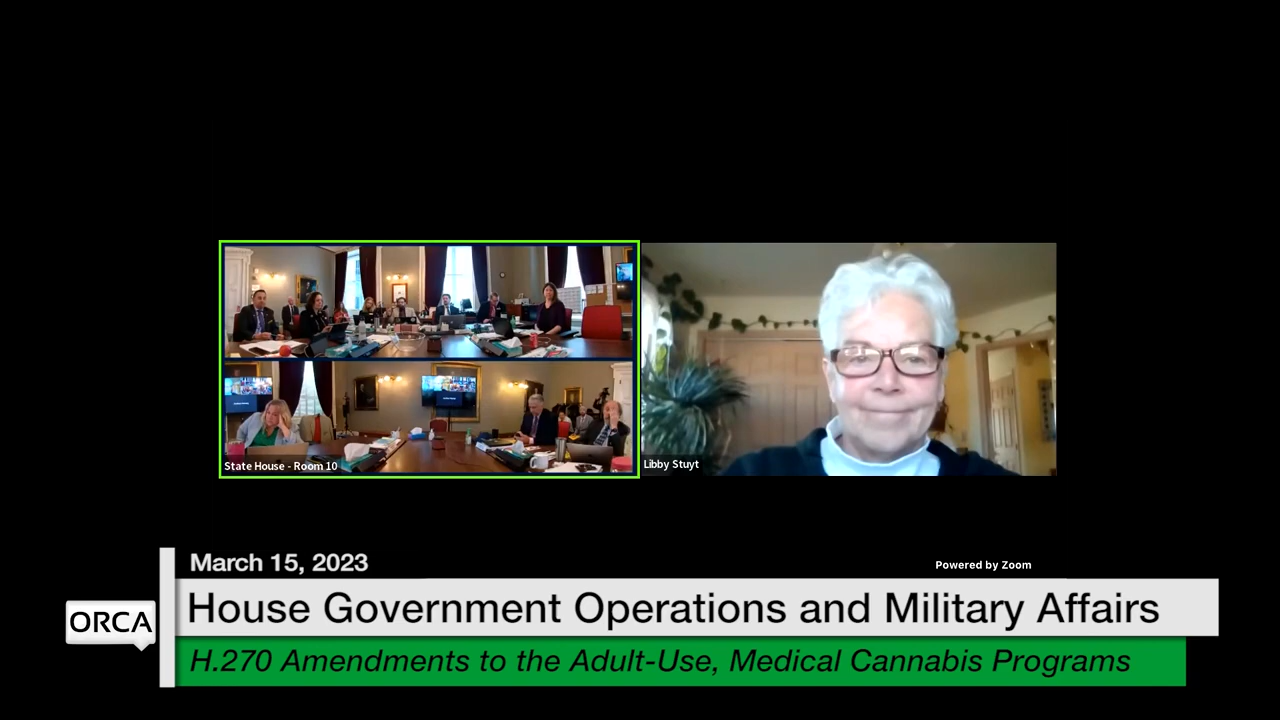 State House - Room 10
Libby Stuyt
March 15, 2023
Powered by Zoom
House Government Operations and Military Affairs
ORCA
H.270 Amendments to the Adult-Use, Medical Cannabis Programs